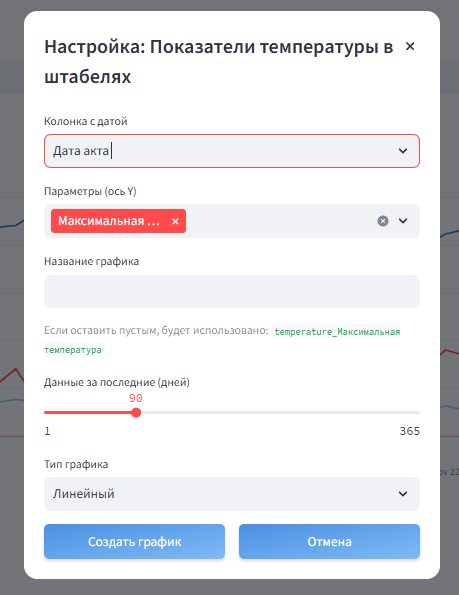 Настройка: Показатели температуры в
штабелях
Колонка с датой
Дата акта
Параметры (ось Y)
Максимальная ...
Название графика
Если оставить пустым, будет использовано: temperature_Максимальная
температура
Данные за последние (дней)
90
1 365
Тип графика
Линейный
Создать график Отмена